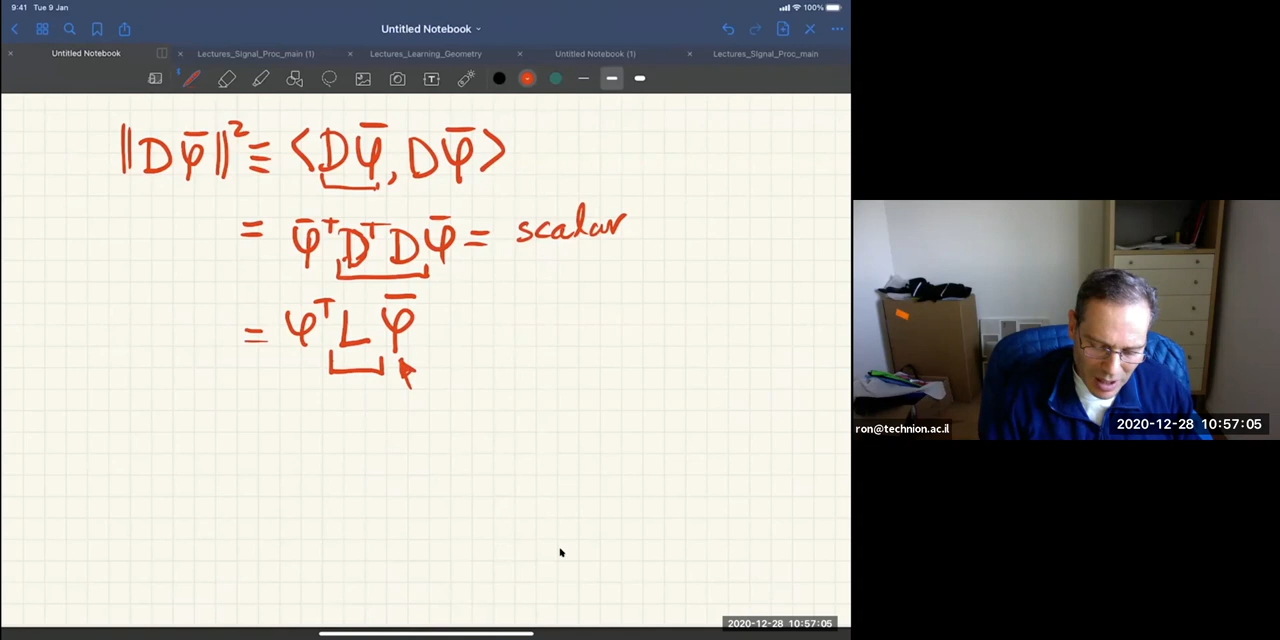 9:41 Tue 9 Jan
100%
Untitled Notebook
Untitled Notebook
Lectures_Signal_Proc_main (1)
Lectures_Learning_Geometry
Untitled Notebook (1)
Lectures_Signal_Proc_main
‖Dφ̄‖² ≡ ⟨Dφ̄, Dφ̄⟩
= φ̄ᵀDᵀDφ̄ = scalar
= φᵀLφ̄
ron@technion.ac.il
2020-12-28 10:57:05
2020-12-28 10:57:05